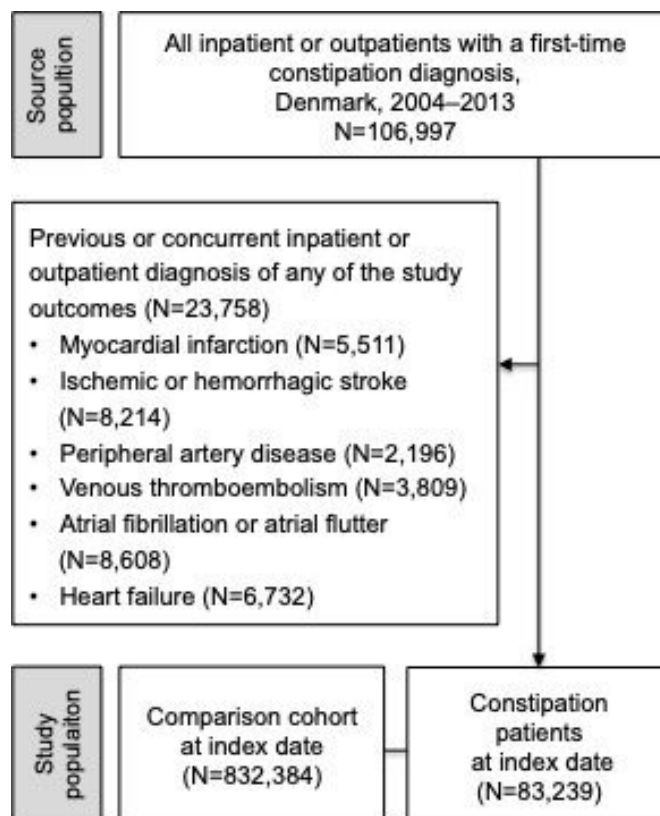 Source
popultion
All inpatient or outpatients with a first-time
constipation diagnosis,
Denmark, 2004–2013
N=106,997
Previous or concurrent inpatient or
outpatient diagnosis of any of the study
outcomes (N=23,758)
• Myocardial infarction (N=5,511)
• Ischemic or hemorrhagic stroke
(N=8,214)
• Peripheral artery disease (N=2,196)
• Venous thromboembolism (N=3,809)
• Atrial fibrillation or atrial flutter
(N=8,608)
• Heart failure (N=6,732)
Study
populaiton
Comparison cohort
at index date
(N=832,384)
Constipation
patients
at index date
(N=83,239)